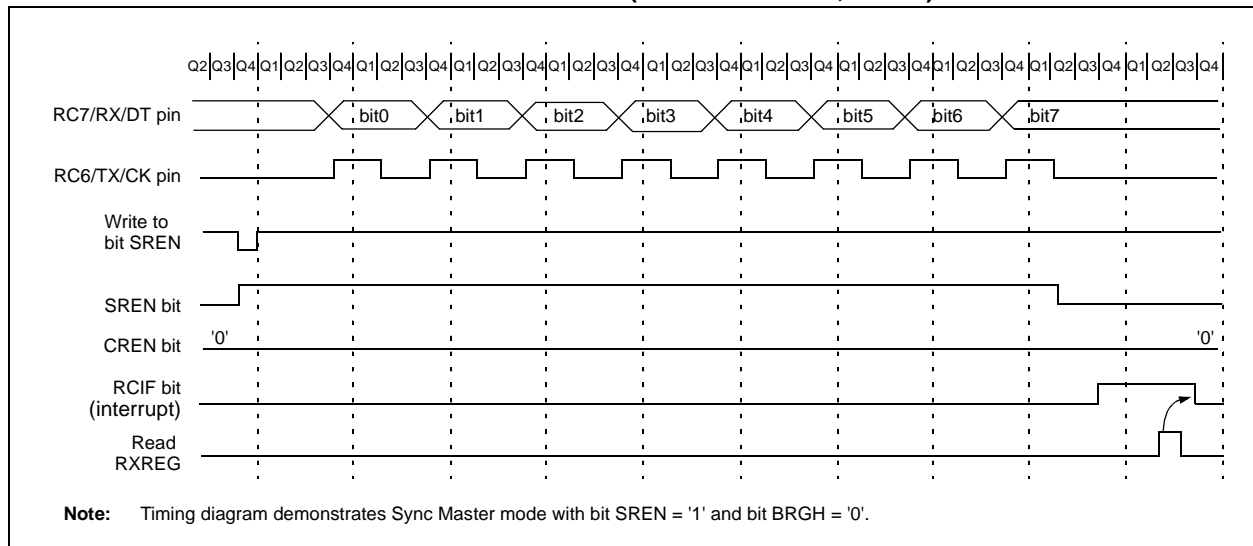 Q2 Q3 Q4 Q1 Q2 Q3 Q4 Q1 Q2 Q3 Q4 Q1 Q2 Q3 Q4 Q1 Q2 Q3 Q4 Q1 Q2 Q3 Q4 Q1 Q2 Q3 Q4 Q1 Q2 Q3 Q4 Q1 Q2 Q3 Q4 Q1 Q2 Q3 Q4 Q1 Q2 Q3 Q4
RC7/RX/DT pin bit0 bit1 bit2 bit3 bit4 bit5 bit6 bit7
RC6/TX/CK pin
Write to
bit SREN
SREN bit
CREN bit '0' '0'
RCIF bit
(interrupt)
Read
RXREG
Note: Timing diagram demonstrates Sync Master mode with bit SREN = '1' and bit BRGH = '0'.